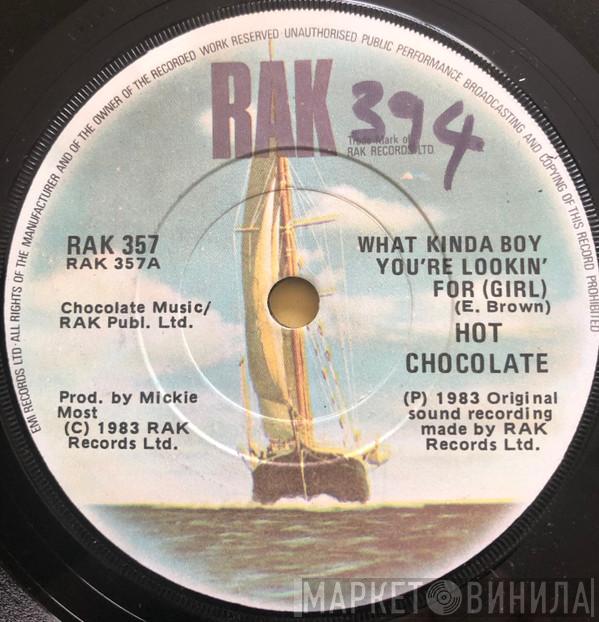 EMI RECORDS LTD·ALL RIGHTS OF THE MANUFACTURER AND OF THE OWNER OF THE RECORDED WORK RESERVED·UNAUTHORISED PUBLIC PERFORMANCE BROADCASTING AND COPYING OF THIS RECORD PROHIBITED
RAK
394
Trade Mark of
RAK RECORDS LTD
RAK 357
RAK 357A
WHAT KINDA BOY
YOU'RE LOOKIN'
FOR (GIRL)
(E. Brown)
Chocolate Music/
RAK Publ. Ltd.
HOT
CHOCOLATE
Prod. by Mickie
Most
(C) 1983 RAK
Records Ltd.
(P) 1983 Original
sound recording
made by RAK
Records Ltd.
МАРКЕТ ВИНИЛА